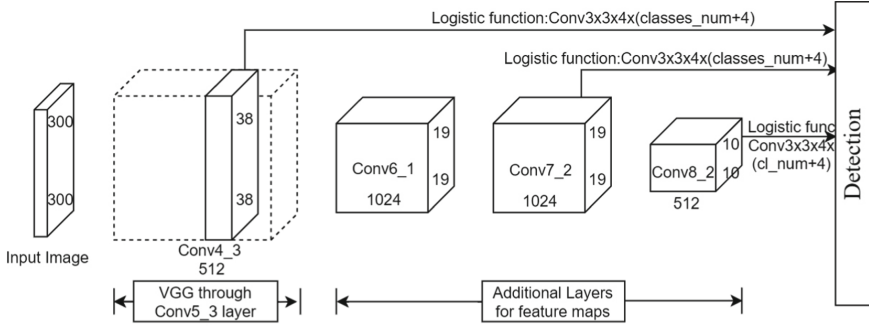 Logistic function:Conv3x3x4x(classes_num+4)
Logistic function:Conv3x3x4x(classes_num+4)
300
300
38
38
Conv6_1
1024
19
19
Conv7_2
1024
19
19
Conv8_2
10
10
512
Logistic func
Conv3x3x4x
(cl_num+4)
Detection
Input Image
Conv4_3
512
VGG through
Conv5_3 layer
Additional Layers
for feature maps